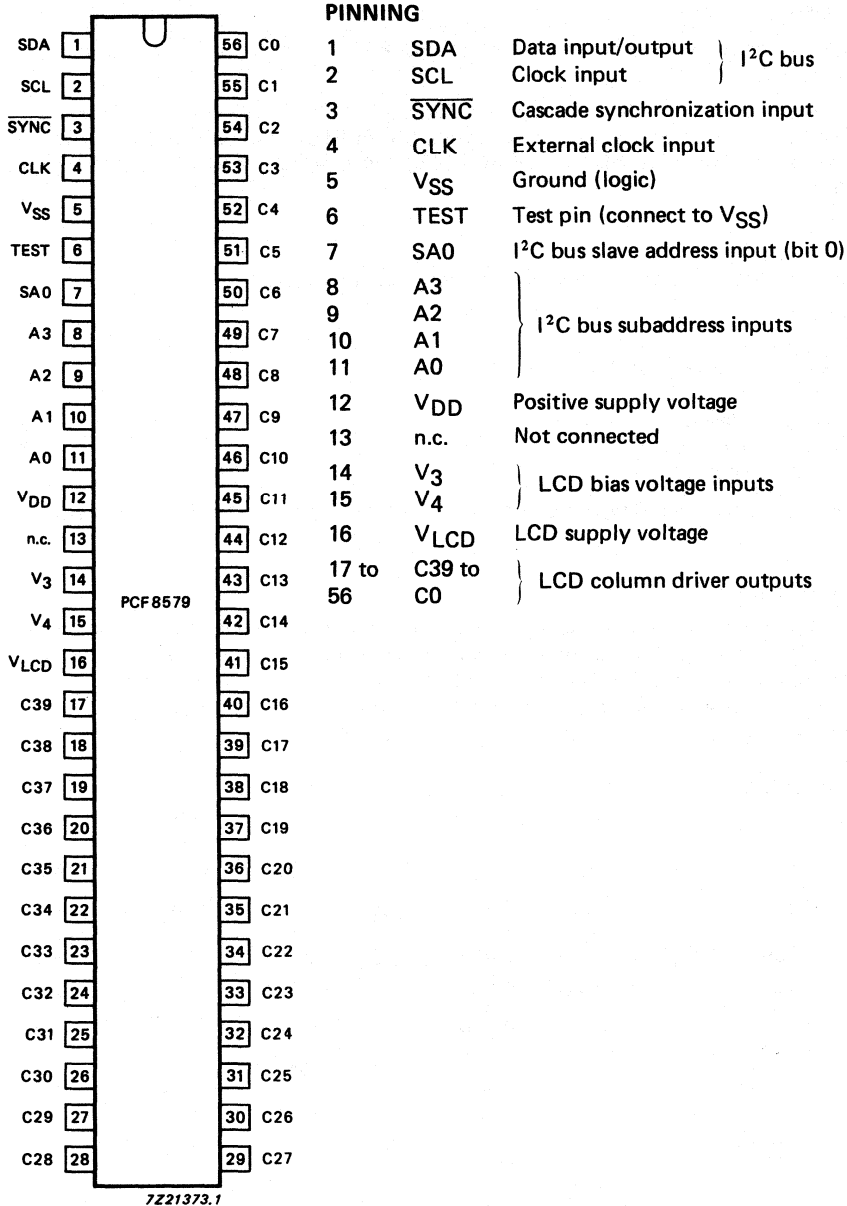 PINNING
SDA 1 56 C0
SCL 2 55 C1
SYNC 3 54 C2
CLK 4 53 C3
VSS 5 52 C4
TEST 6 51 C5
SA0 7 50 C6
A3 8 49 C7
A2 9 48 C8
A1 10 47 C9
A0 11 46 C10
VDD 12 45 C11
n.c. 13 44 C12
V3 14 43 C13
PCF8579
V4 15 42 C14
VLCD 16 41 C15
C39 17 40 C16
C38 18 39 C17
C37 19 38 C18
C36 20 37 C19
C35 21 36 C20
C34 22 35 C21
C33 23 34 C22
C32 24 33 C23
C31 25 32 C24
C30 26 31 C25
C29 27 30 C26
C28 28 29 C27
7Z21373.1
1 SDA Data input/output
I²C bus
2 SCL Clock input
3 SYNC Cascade synchronization input
4 CLK External clock input
5 VSS Ground (logic)
6 TEST Test pin (connect to VSS)
7 SA0 I²C bus slave address input (bit 0)
8 A3
9 A2
I²C bus subaddress inputs
10 A1
11 A0
12 VDD Positive supply voltage
13 n.c. Not connected
14 V3
LCD bias voltage inputs
15 V4
16 VLCD LCD supply voltage
17 to C39 to
LCD column driver outputs
56 C0